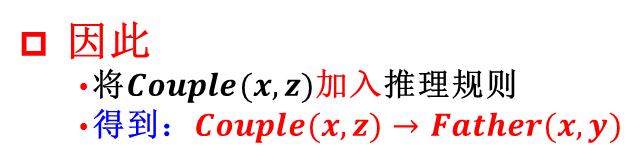 因此
•将Couple(x, z)加入推理规则
•得到：Couple(x, z) → Father(x, y)